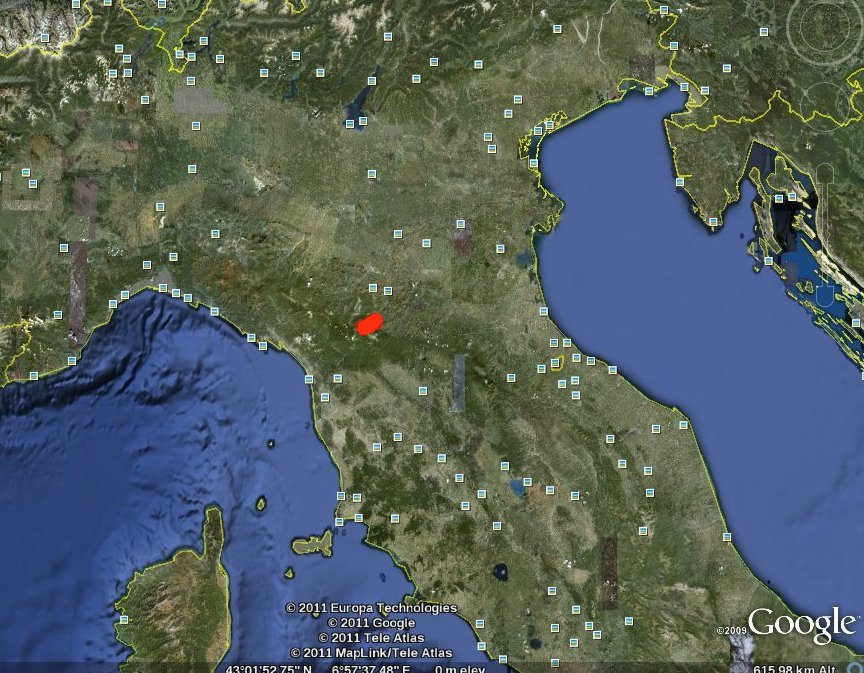 © 2011 Europa Technologies
© 2011 Google
© 2011 Tele Atlas
© 2011 MapLink/Tele Atlas
©2009 Google
43°01'52.75" N 6°57'37.48" E 0 m elev
615.98 km Alt